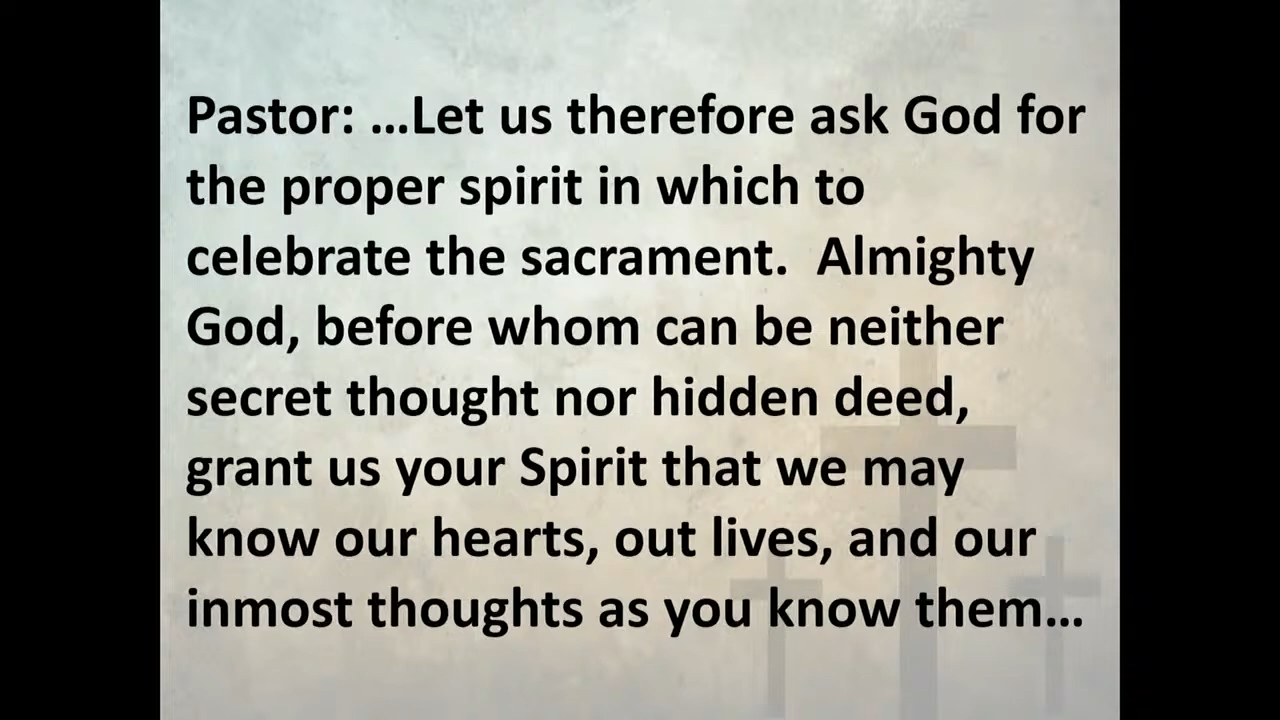 Pastor: …Let us therefore ask God for
the proper spirit in which to
celebrate the sacrament.  Almighty
God, before whom can be neither
secret thought nor hidden deed,
grant us your Spirit that we may
know our hearts, out lives, and our
inmost thoughts as you know them…